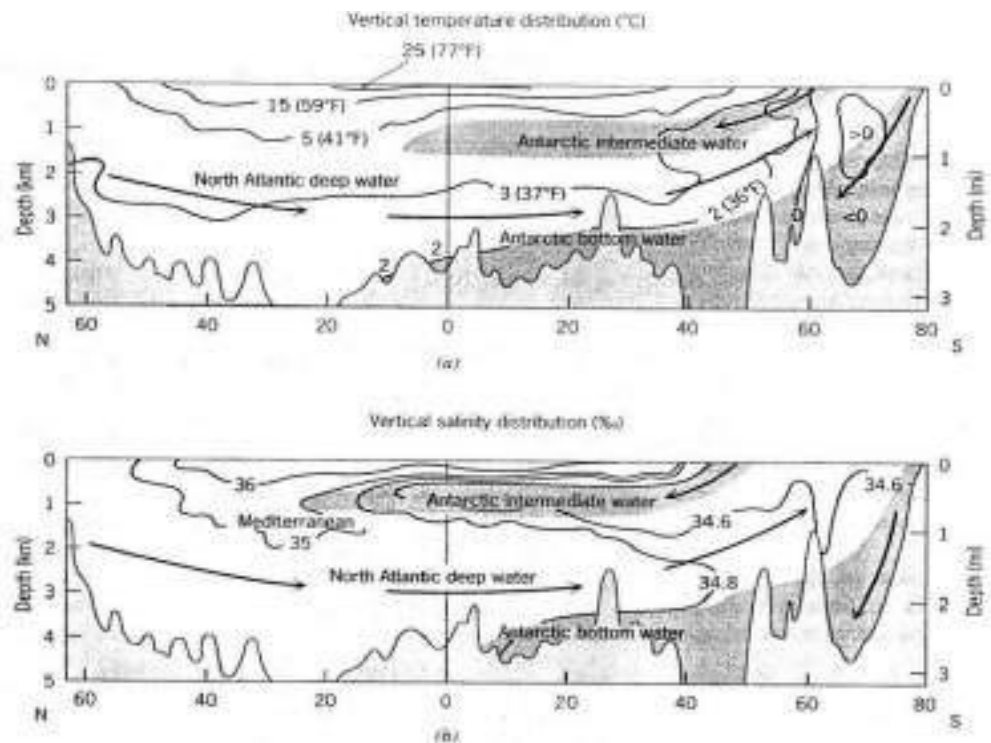 Vertical temperature distribution (°C)
25 (77°F)
0
15 (59°F)
5 (41°F)
Antarctic intermediate water
>0
0
1
1
North Atlantic deep water
3 (37°F)
2 (36°F)
0
<0
2
3
2
Antarctic bottom water
2
2
4
5
3
Depth (km)
Depth (mi)
60 40 20 0 20 40 60 80
N
S
(a)
Vertical salinity distribution (‰)
0
36
34.6
0
Antarctic intermediate water
1
Mediterranean
34.6
35
1
2
North Atlantic deep water
34.8
3
2
Antarctic bottom water
4
5
3
Depth (km)
Depth (mi)
60 40 20 0 20 40 60 80
N
S
(b)